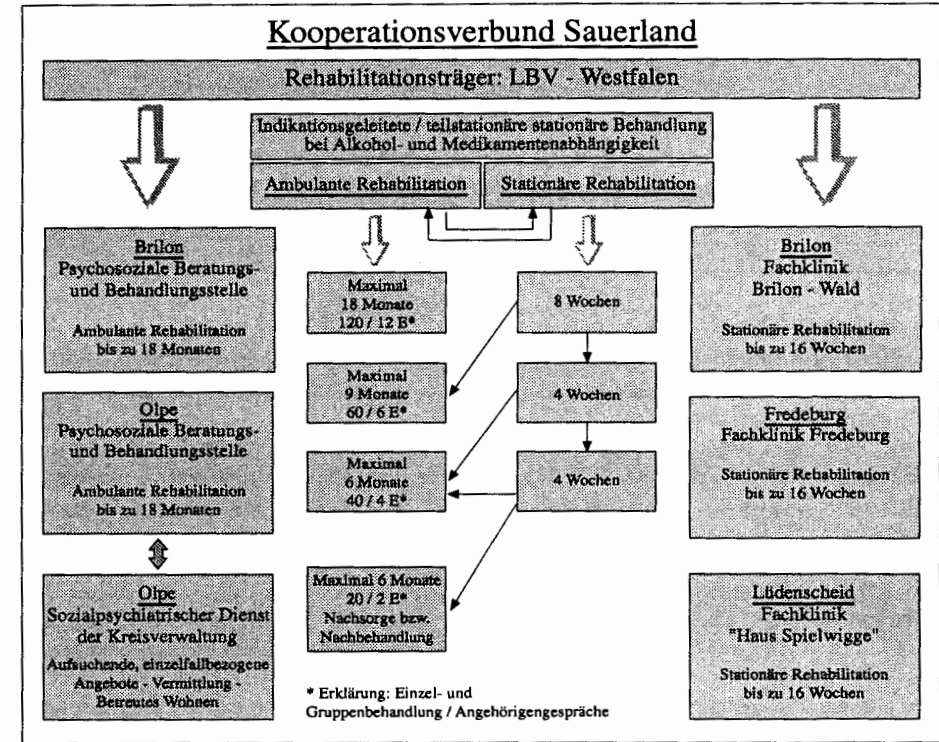 Kooperationsverbund Sauerland
Rehabilitationsträger: LBV - Westfalen
Indikationsgeleitete / teilstationäre stationäre Behandlung
bei Alkohol- und Medikamentenabhängigkeit
Ambulante Rehabilitation
Stationäre Rehabilitation
Brilon
Psychosoziale Beratungs-
und Behandlungsstelle
Ambulante Rehabilitation
bis zu 18 Monaten
Olpe
Psychosoziale Beratungs-
und Behandlungsstelle
Ambulante Rehabilitation
bis zu 18 Monaten
Olpe
Sozialpsychiatrischer Dienst
der Kreisverwaltung
Aufsuchende, einzelfallbezogene
Angebote - Vermittlung -
Betreutes Wohnen
Maximal
18 Monate
120 / 12 E*
Maximal
9 Monate
60 / 6 E*
Maximal
6 Monate
40 / 4 E*
Maximal 6 Monate
20 / 2 E*
Nachsorge bzw.
Nachbehandlung
8 Wochen
4 Wochen
4 Wochen
* Erklärung: Einzel- und
Gruppenbehandlung / Angehörigengespräche
Brilon
Fachklinik
Brilon - Wald
Stationäre Rehabilitation
bis zu 16 Wochen
Fredeburg
Fachklinik Fredeburg
Stationäre Rehabilitation
bis zu 16 Wochen
Lüdenscheid
Fachklinik
"Haus Spielwigge"
Stationäre Rehabilitation
bis zu 16 Wochen